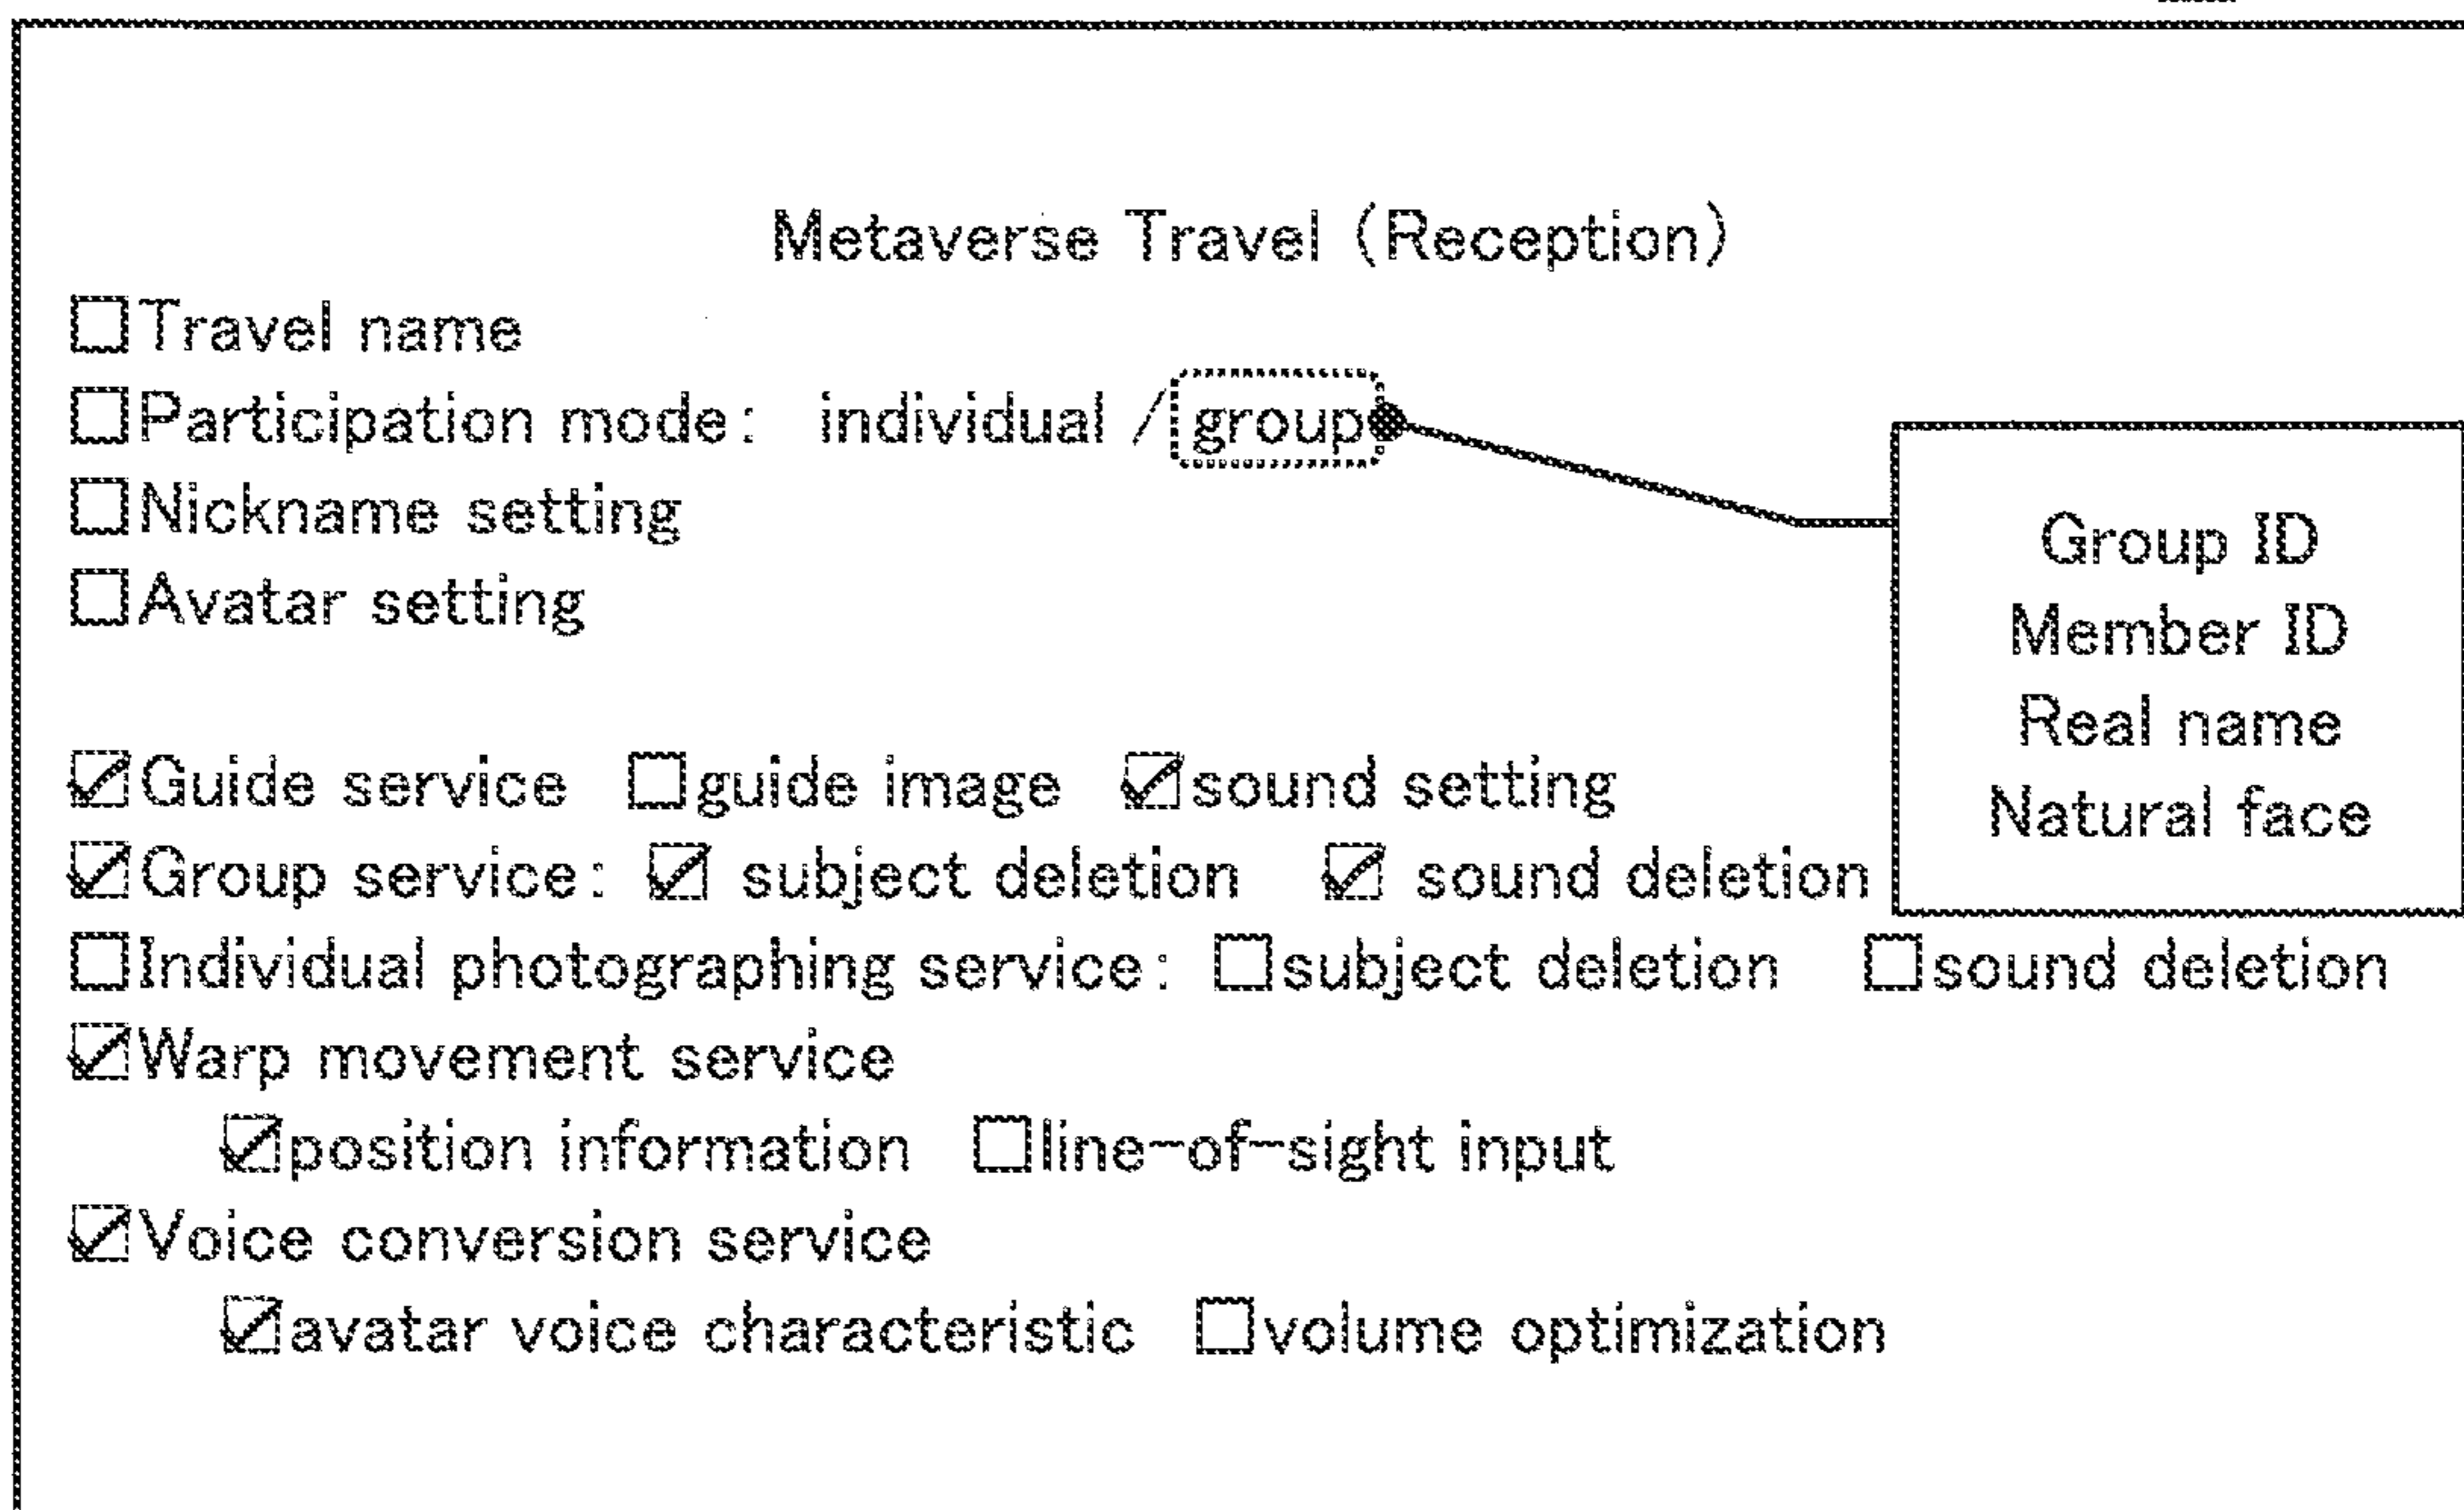 Metaverse Travel (Reception)
☐Travel name
☐Participation mode: individual / group
☐Nickname setting
☐Avatar setting
Group ID
Member ID
Real name
Natural face
☑Guide service ☐guide image ☑sound setting
☑Group service: ☑ subject deletion ☑ sound deletion
☐Individual photographing service: ☐subject deletion ☐sound deletion
☑Warp movement service
☑position information ☐line-of-sight input
☑Voice conversion service
☑avatar voice characteristic ☐volume optimization